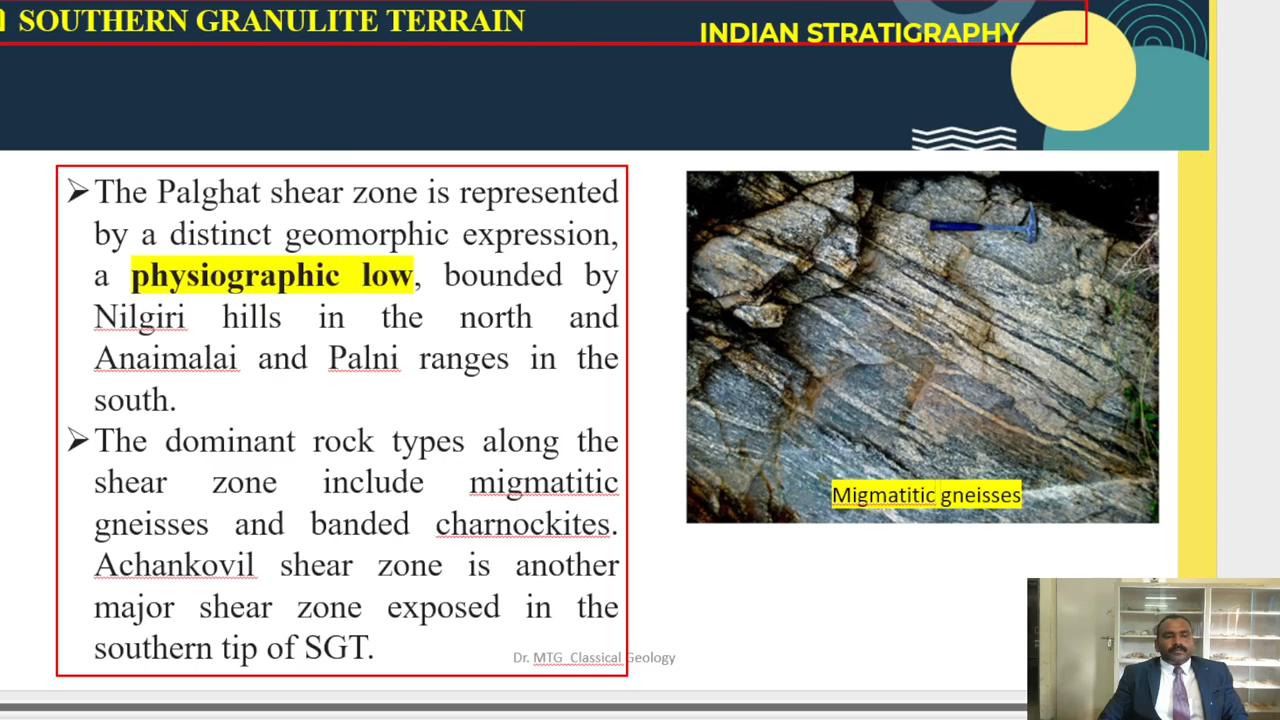 SOUTHERN GRANULITE TERRAIN
INDIAN STRATIGRAPHY
➢The Palghat shear zone is represented
by a distinct geomorphic expression,
a physiographic low, bounded by
Nilgiri hills in the north and
Anaimalai and Palni ranges in the
south.
➢The dominant rock types along the
shear zone include migmatitic
gneisses and banded charnockites.
Achankovil shear zone is another
major shear zone exposed in the
southern tip of SGT.
Migmatitic gneisses
Dr. MTG Classical Geology